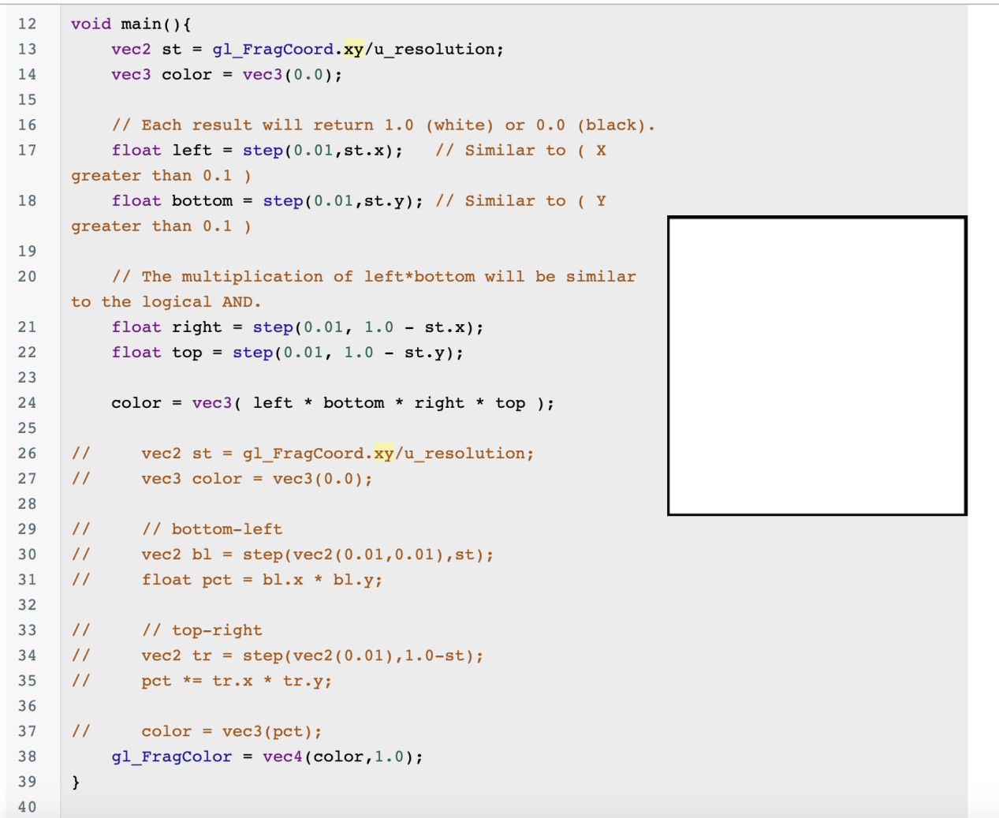 12 void main(){
13 vec2 st = gl_FragCoord.xy/u_resolution;
14 vec3 color = vec3(0.0);
15
16 // Each result will return 1.0 (white) or 0.0 (black).
17 float left = step(0.01,st.x); // Similar to ( X
greater than 0.1 )
18 float bottom = step(0.01,st.y); // Similar to ( Y
greater than 0.1 )
19
20 // The multiplication of left*bottom will be similar
to the logical AND.
21 float right = step(0.01, 1.0 - st.x);
22 float top = step(0.01, 1.0 - st.y);
23
24 color = vec3( left * bottom * right * top );
25
26 // vec2 st = gl_FragCoord.xy/u_resolution;
27 // vec3 color = vec3(0.0);
28
29 // // bottom-left
30 // vec2 bl = step(vec2(0.01,0.01),st);
31 // float pct = bl.x * bl.y;
32
33 // // top-right
34 // vec2 tr = step(vec2(0.01),1.0-st);
35 // pct *= tr.x * tr.y;
36
37 // color = vec3(pct);
38 gl_FragColor = vec4(color,1.0);
39 }
40